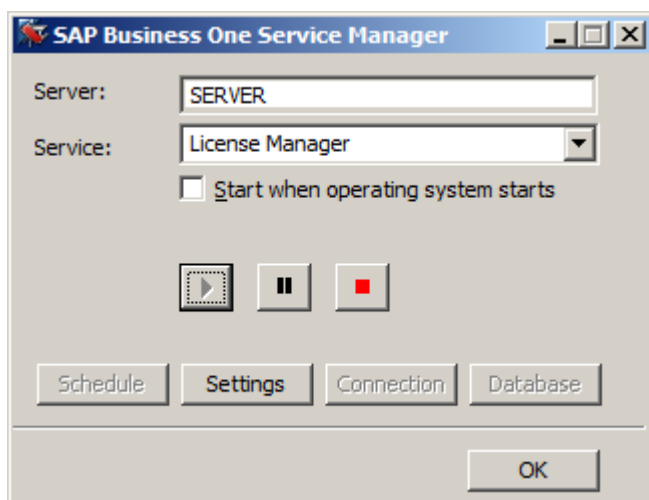 SAP Business One Service Manager
Server: SERVER
Service: License Manager
Start when operating system starts
Schedule Settings Connection Database
OK